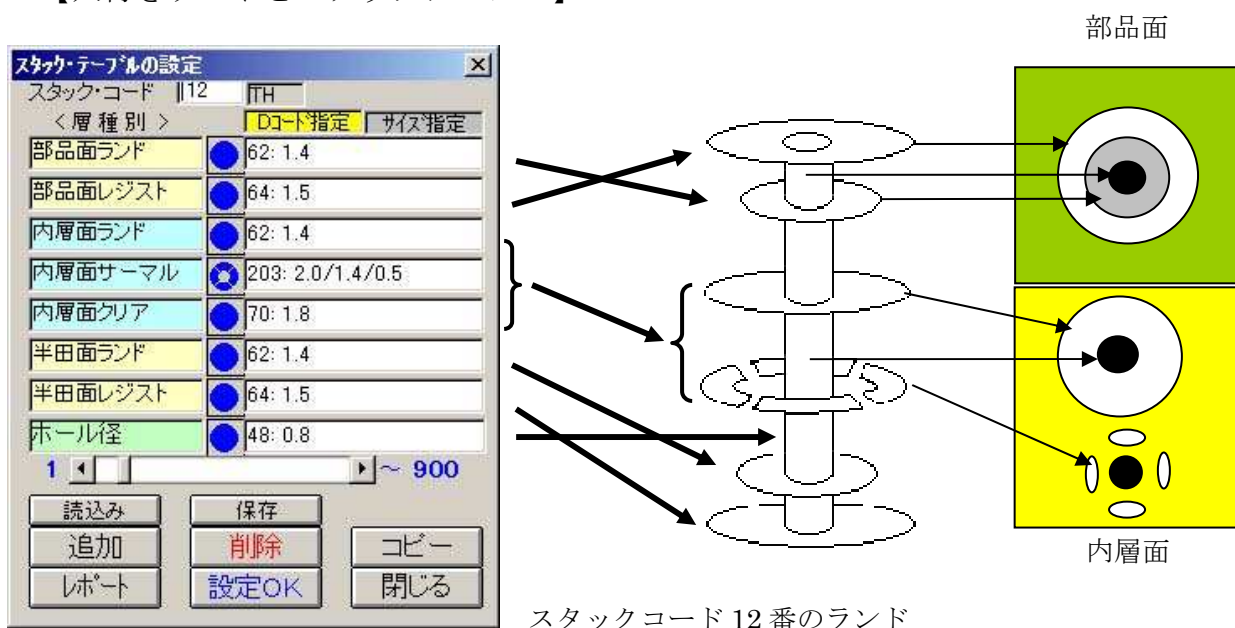 部品面
スタック・テーブルの設定
スタック・コード 12 TH
<層種別> Dコード指定 サイズ指定
部品面ランド 62: 1.4
部品面レジスト 64: 1.5
内層面ランド 62: 1.4
内層面サーマル 203: 2.0/1.4/0.5
内層面クリア 70: 1.8
半田面ランド 62: 1.4
半田面レジスト 64: 1.5
ホール径 48: 0.8
1 ~ 900
読込み 保存
追加 削除 コピー
レポート 設定OK 閉じる
内層面
スタックコード 12 番のランド